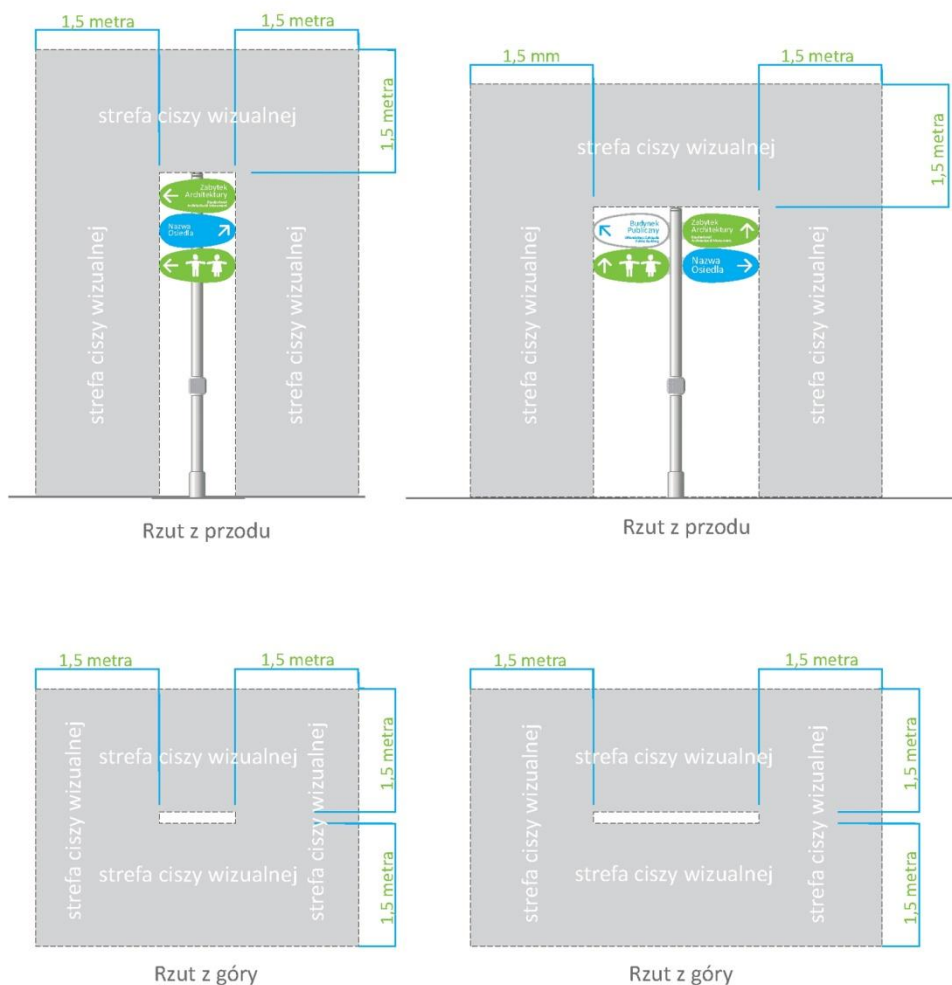 1,5 metra
1,5 metra
1,5 metra
strefa ciszy wizualnej
strefa ciszy wizualnej
strefa ciszy wizualnej
Zabytek
Architektury
Nazwa
Osiedla
Rzut z przodu
1,5 mm
1,5 metra
1,5 metra
strefa ciszy wizualnej
strefa ciszy wizualnej
strefa ciszy wizualnej
Budynek
Publiczny
Zabytek
Architektury
Nazwa
Osiedla
Rzut z przodu
1,5 metra
1,5 metra
1,5 metra
1,5 metra
strefa ciszy wizualnej
strefa ciszy wizualnej
strefa ciszy wizualnej
strefa ciszy wizualnej
Rzut z góry
1,5 metra
1,5 metra
1,5 metra
1,5 metra
strefa ciszy wizualnej
strefa ciszy wizualnej
strefa ciszy wizualnej
strefa ciszy wizualnej
Rzut z góry